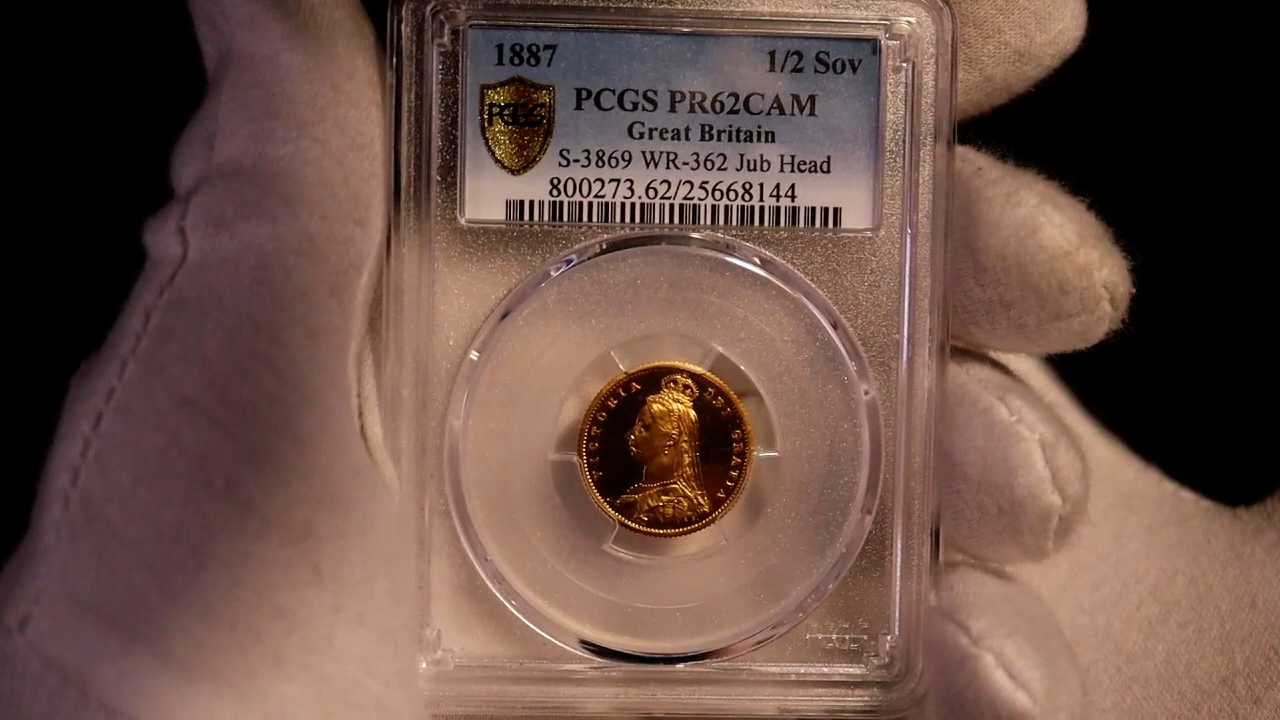 1887 1/2 Sov
PCGS
PCGS PR62CAM
Great Britain
S-3869 WR-362 Jub Head
800273.62/25668144
VICTORIA DEI GRATIA